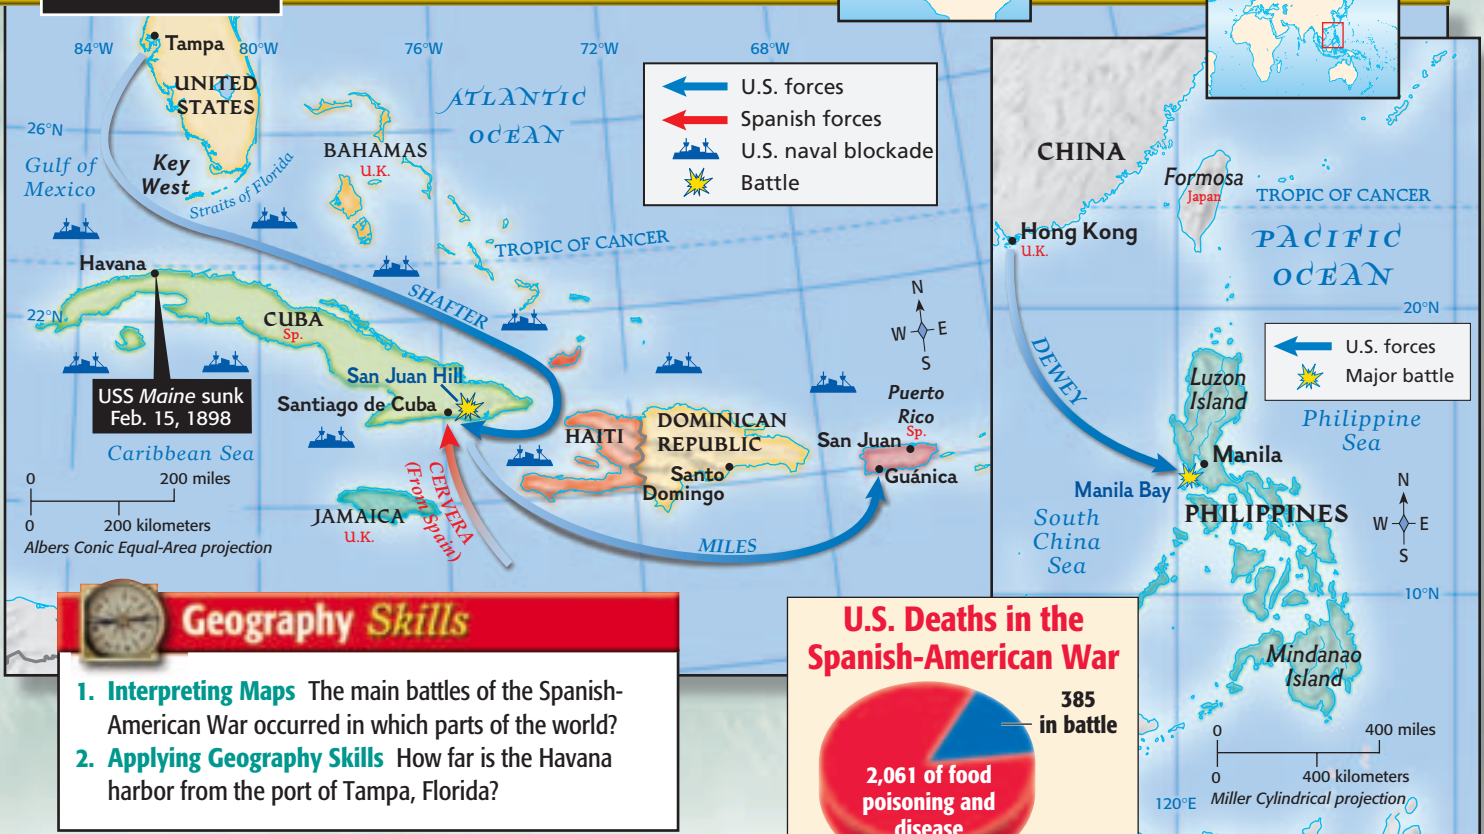 84°W
80°W
76°W
72°W
68°W
Tampa
UNITED
STATES
ATLANTIC
OCEAN
26°N
Gulf of
Mexico
Key
West
Straits of Florida
BAHAMAS
U.K.
TROPIC OF CANCER
U.S. forces
Spanish forces
U.S. naval blockade
Battle
Havana
SHAFTER
22°N
CUBA
Sp.
N
W
E
S
USS Maine sunk
Feb. 15, 1898
San Juan Hill
Santiago de Cuba
Caribbean Sea
HAITI
DOMINICAN
REPUBLIC
Santo
Domingo
Puerto
Rico
Sp.
San Juan
Guánica
CERVERA
(From Spain)
JAMAICA
U.K.
MILES
0
200 miles
0
200 kilometers
Albers Conic Equal-Area projection
CHINA
Formosa
Japan
TROPIC OF CANCER
Hong Kong
U.K.
PACIFIC
OCEAN
20°N
U.S. forces
Major battle
DEWEY
Luzon
Island
Philippine
Sea
Manila
Manila Bay
PHILIPPINES
South
China
Sea
N
W
E
S
10°N
Mindanao
Island
0
400 miles
0
400 kilometers
120°E
Miller Cylindrical projection
Geography Skills
1. Interpreting Maps The main battles of the Spanish-
American War occurred in which parts of the world?
2. Applying Geography Skills How far is the Havana
harbor from the port of Tampa, Florida?
U.S. Deaths in the
Spanish-American War
385
in battle
2,061 of food
poisoning and
disease